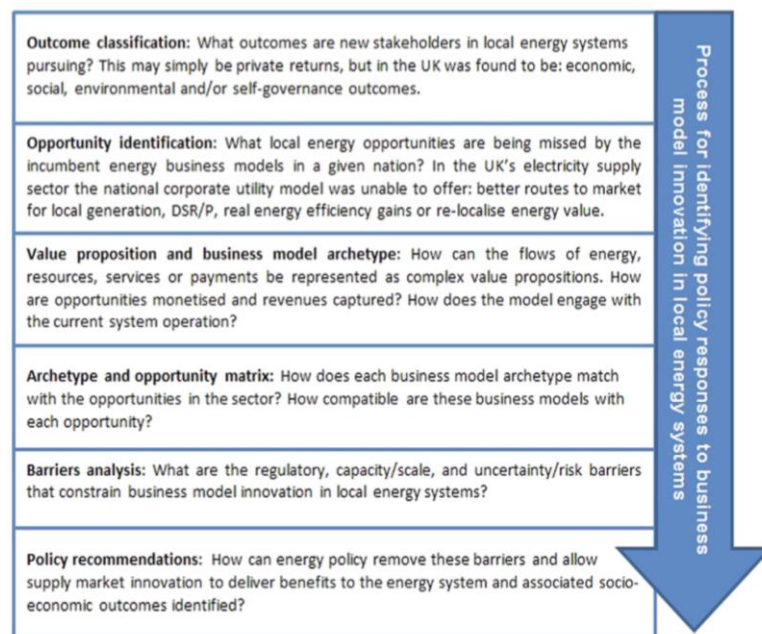 Outcome classification: What outcomes are new stakeholders in local energy systems
pursuing? This may simply be private returns, but in the UK was found to be: economic,
social, environmental and/or self-governance outcomes.
Opportunity identification: What local energy opportunities are being missed by the
incumbent energy business models in a given nation? In the UK's electricity supply
sector the national corporate utility model was unable to offer: better routes to market
for local generation, DSR/P, real energy efficiency gains or re-localise energy value.
Value proposition and business model archetype: How can the flows of energy,
resources, services or payments be represented as complex value propositions. How
are opportunities monetised and revenues captured? How does the model engage with
the current system operation?
Archetype and opportunity matrix: How does each business model archetype match
with the opportunities in the sector? How compatible are these business models with
each opportunity?
Barriers analysis: What are the regulatory, capacity/scale, and uncertainty/risk barriers
that constrain business model innovation in local energy systems?
Policy recommendations: How can energy policy remove these barriers and allow
supply market innovation to deliver benefits to the energy system and associated socio-
economic outcomes identified?
Process for identifying policy responses to business
model innovation in local energy systems